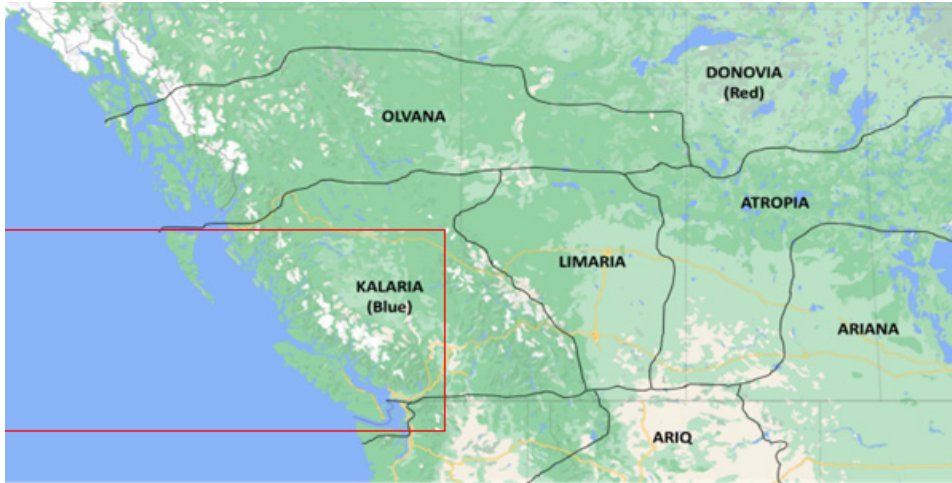 DONOVIA
(Red)
OLVANA
ATROPIA
LIMARIA
KALARIA
(Blue)
ARIANA
ARIQ